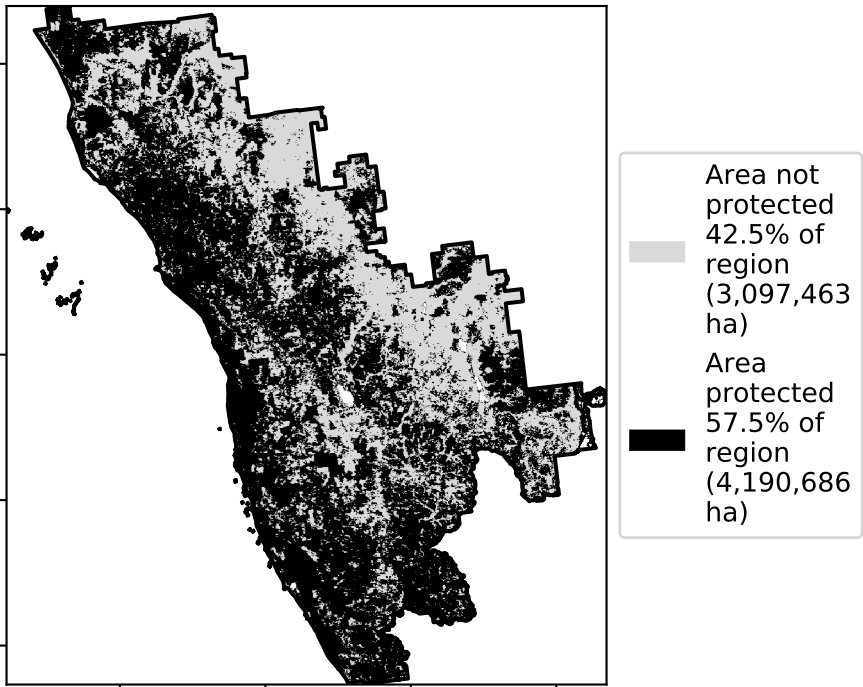 Area not
protected
42.5% of
region
(3,097,463
ha)
Area
protected
57.5% of
region
(4,190,686
ha)